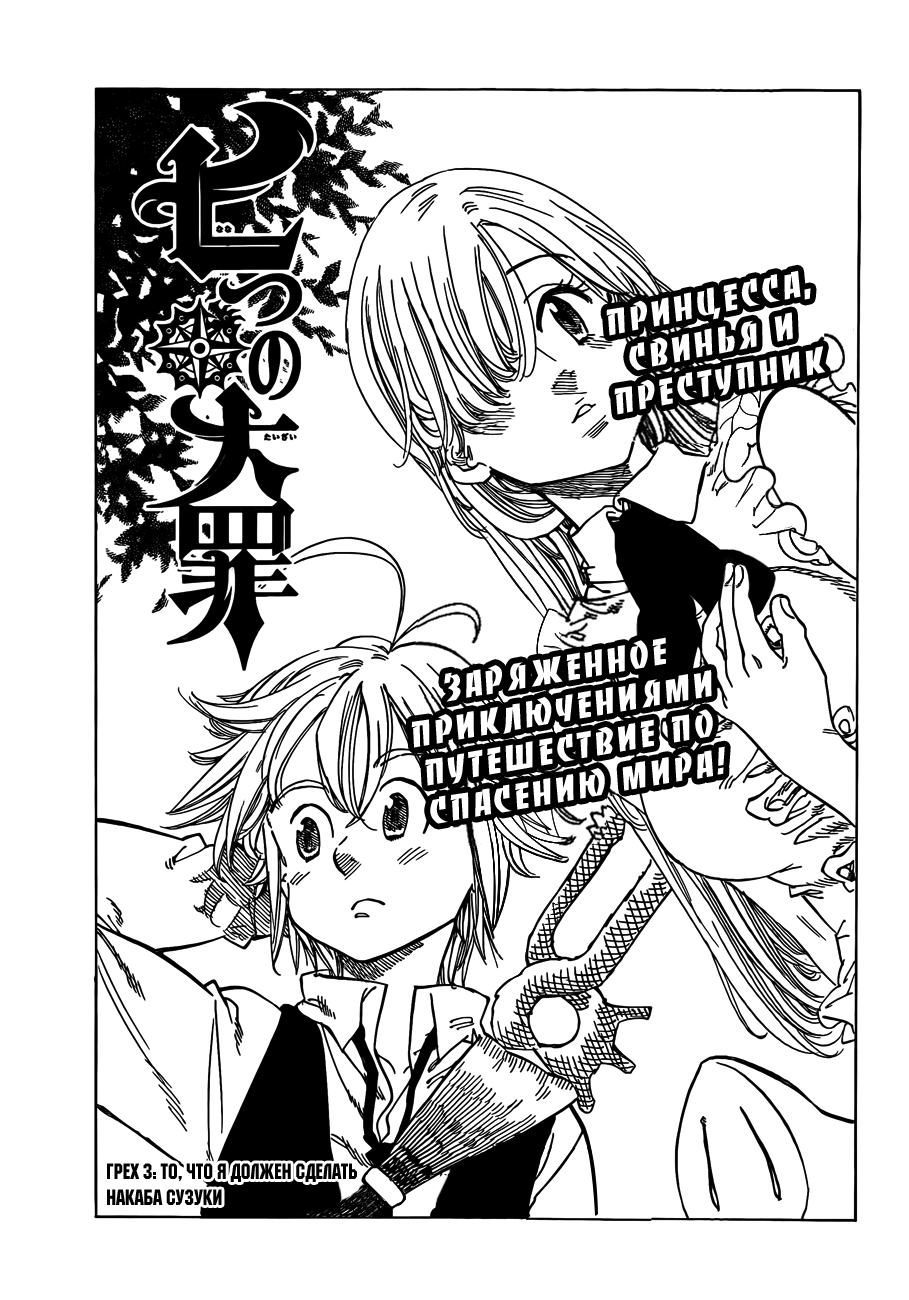 七つの
大罪
たいざい
ПРИНЦЕССА,
СВИНЬЯ И
ПРЕСТУПНИК
ЗАРЯЖЕННОЕ
ПРИКЛЮЧЕНИЯМИ
ПУТЕШЕСТВИЕ ПО
СПАСЕНИЮ МИРА!
ГРЕХ 3: ТО, ЧТО Я ДОЛЖЕН СДЕЛАТЬ
НАКАБА СУЗУКИ